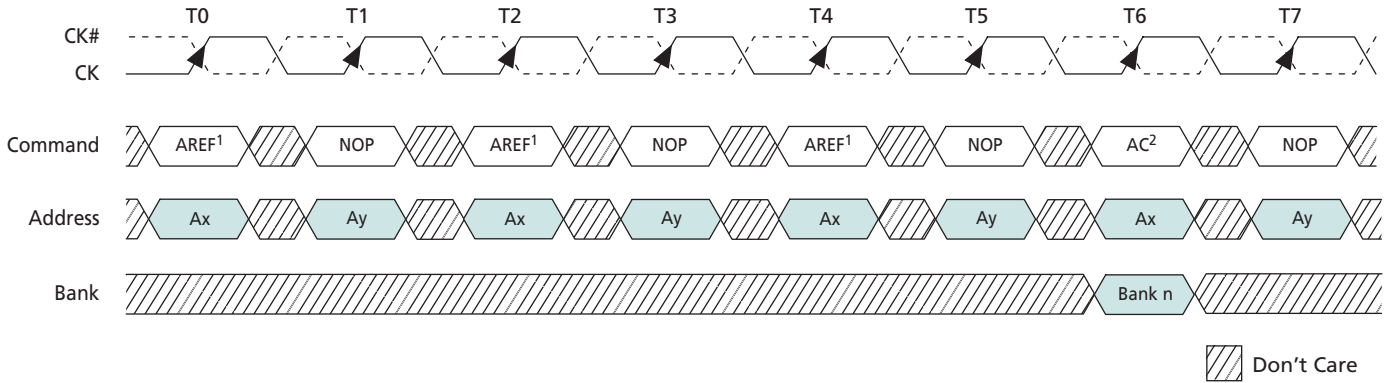 T0 T1 T2 T3 T4 T5 T6 T7
CK#
CK
Command AREF¹ NOP AREF¹ NOP AREF¹ NOP AC² NOP
Address Ax Ay Ax Ay Ax Ay Ax Ay
Bank Bank n
Don't Care